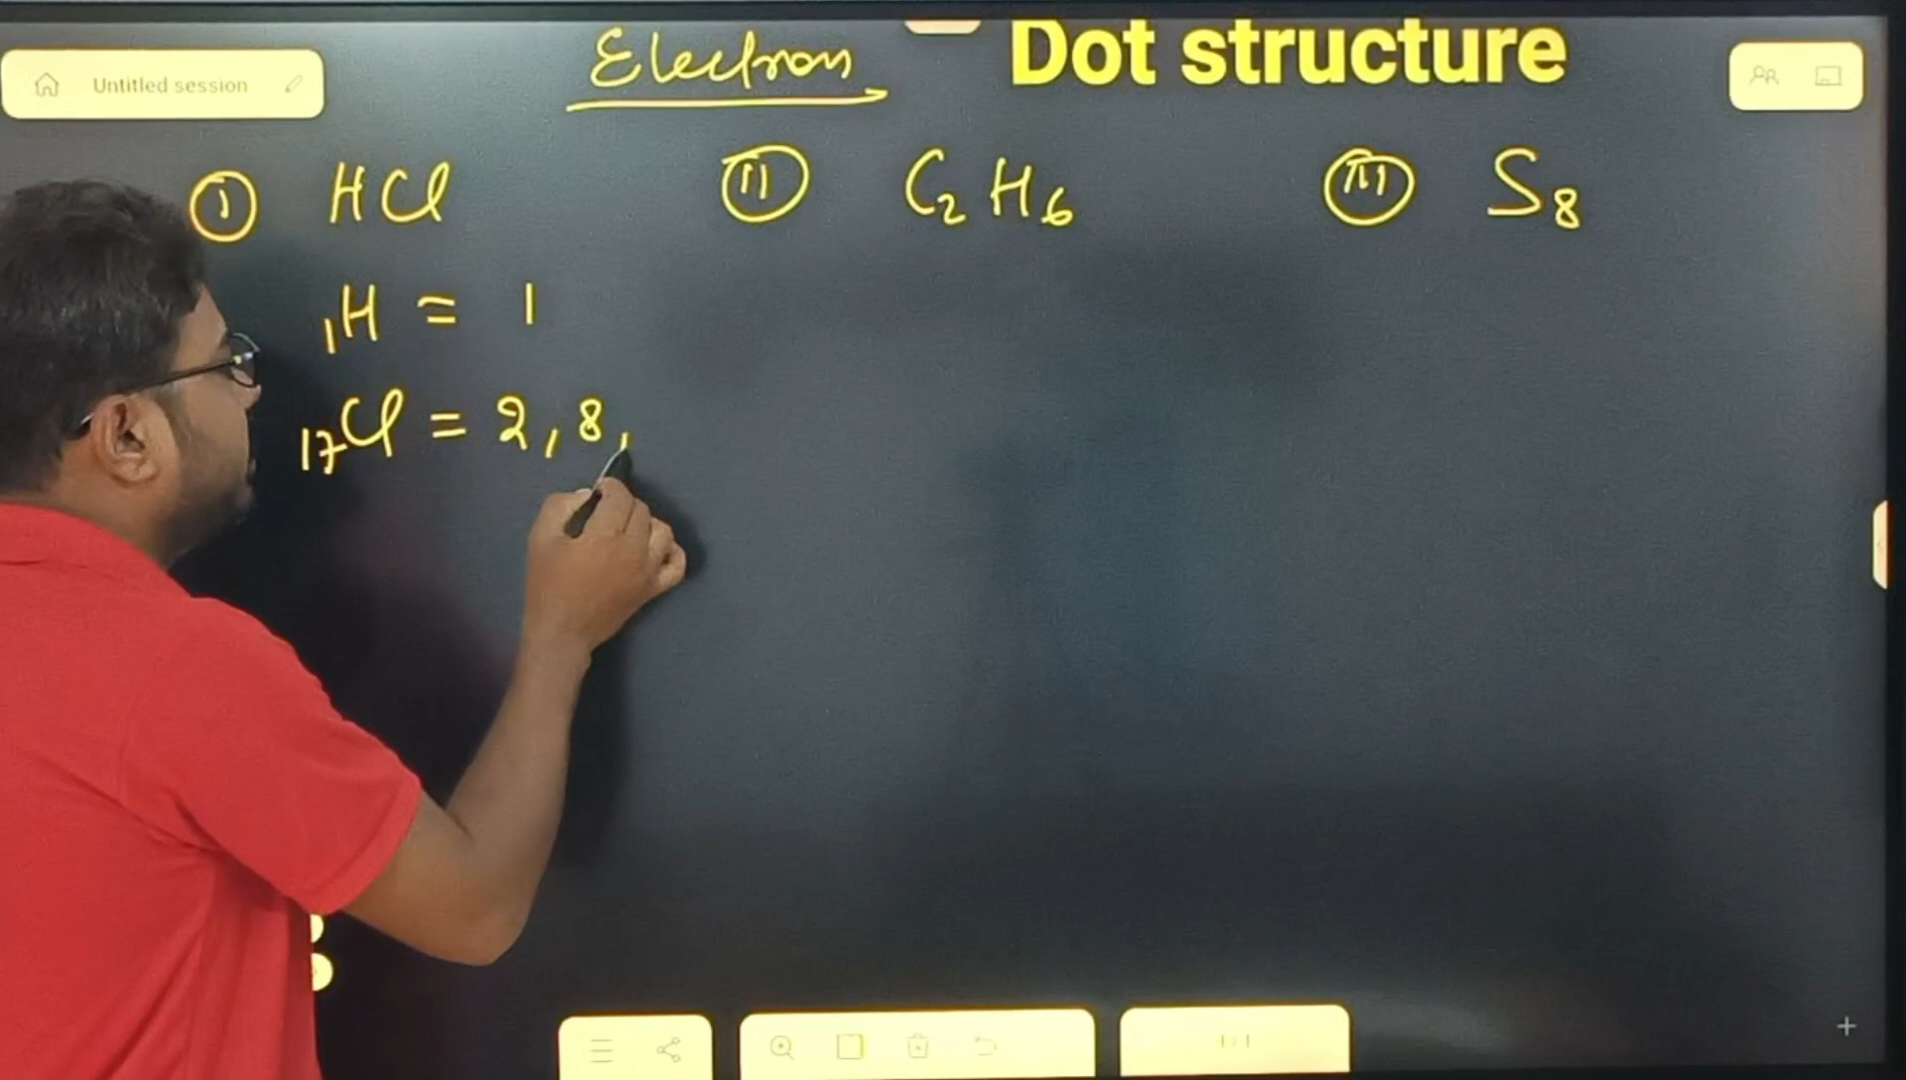 Untitled session
Electron Dot structure
(I) HCl (II) C₂H₆ (III) S₈
₁H = 1
₁₇Cl = 2, 8,